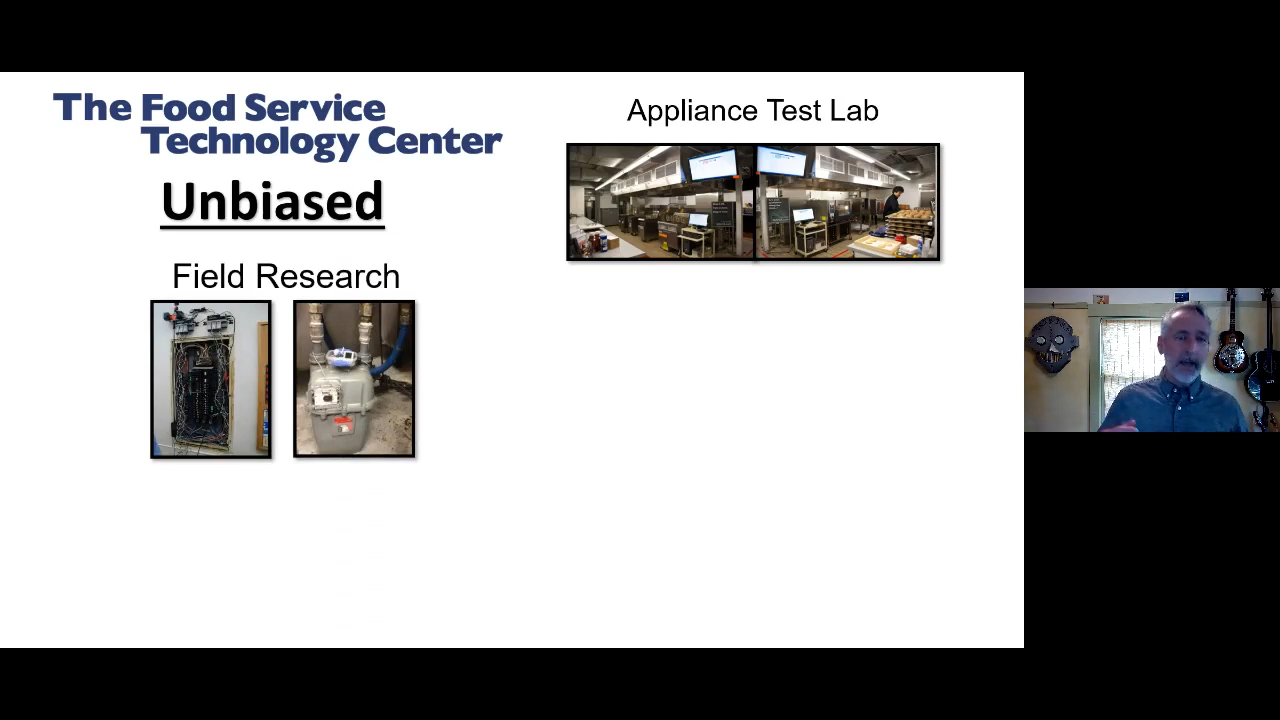 The Food Service
Technology Center
Unbiased
Field Research
Appliance Test Lab